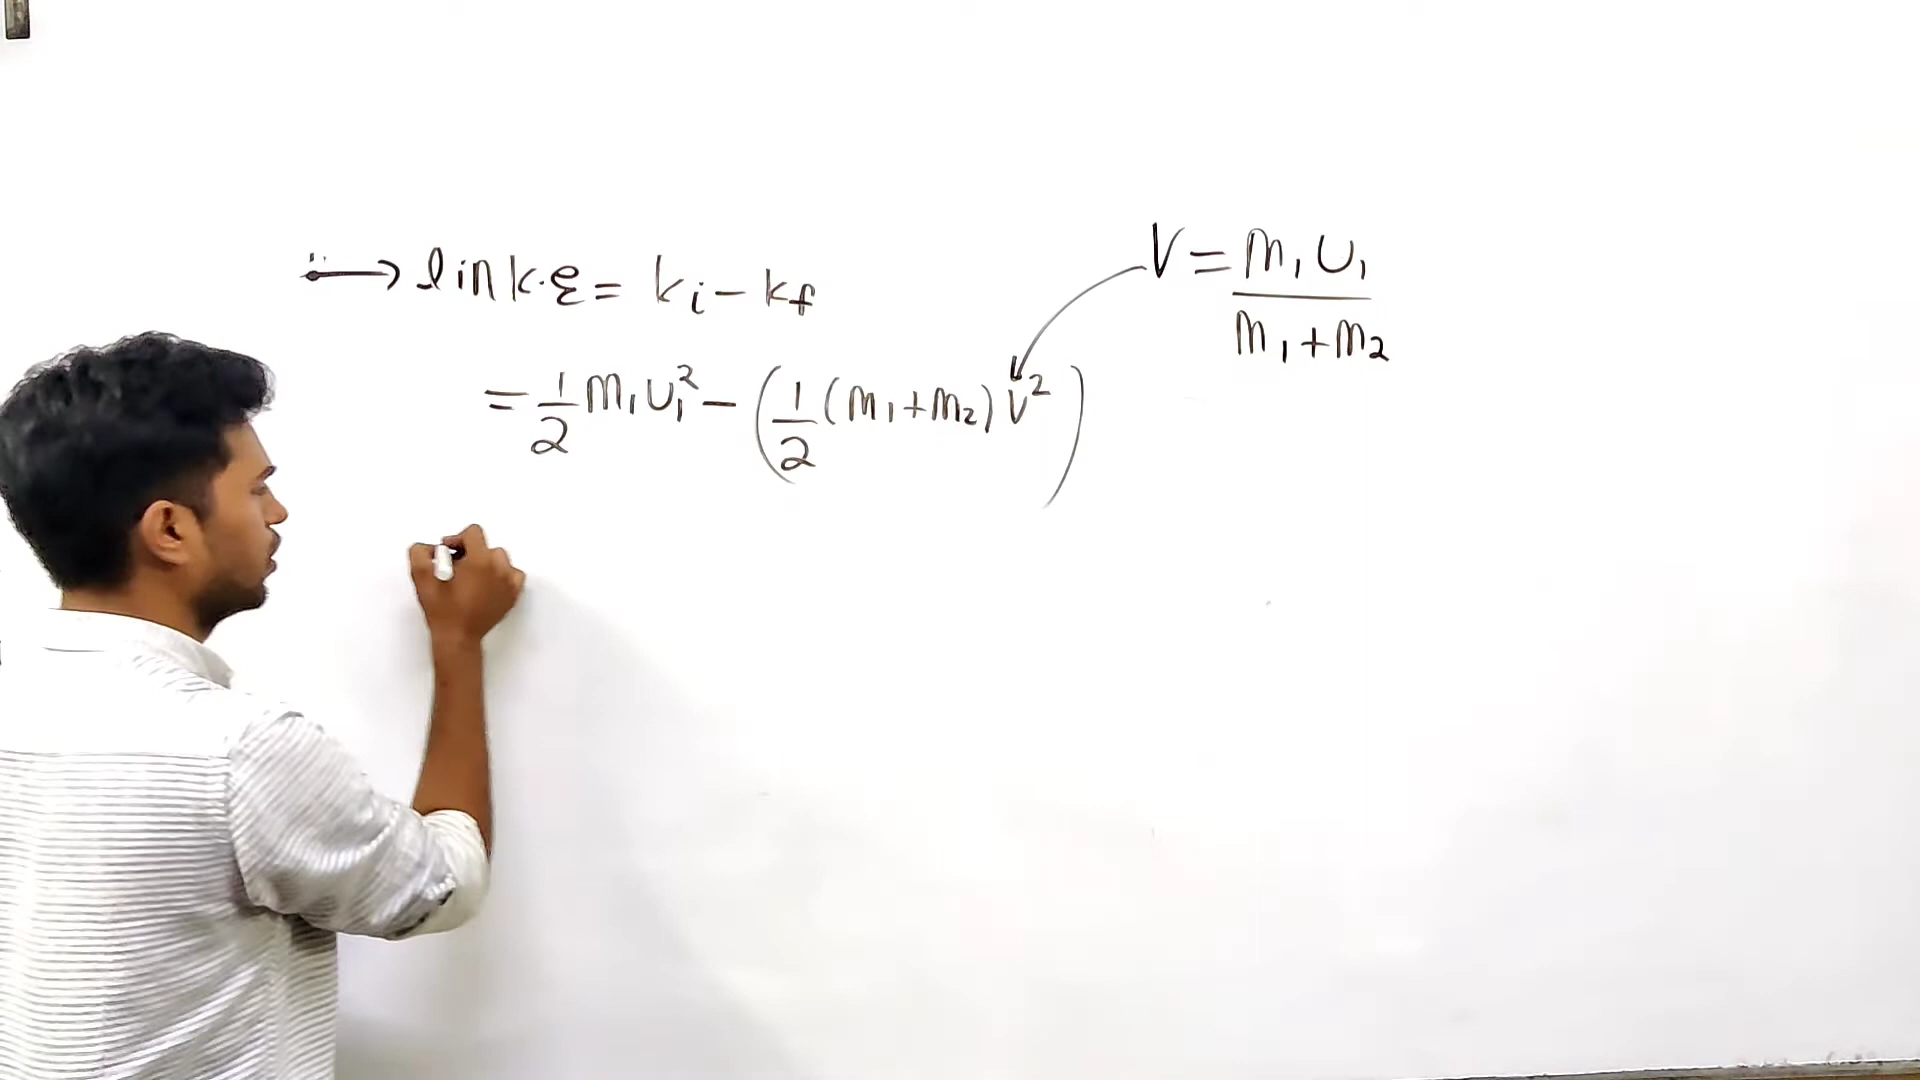 → l in K.E = ki - kf
= 1/2 m₁u₁² - (1/2 (m₁+m₂) v²)
V = m₁u₁/m₁+m₂